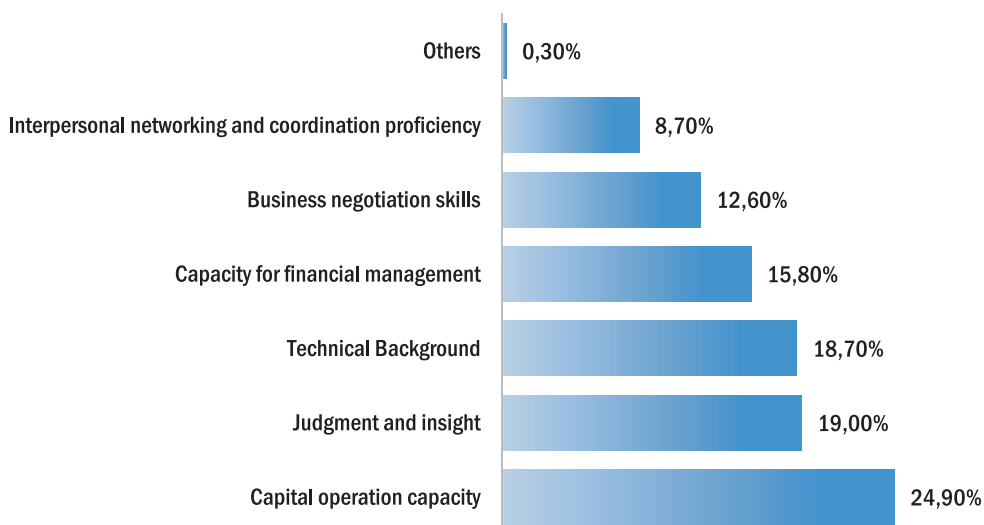 Others 0,30%
Interpersonal networking and coordination proficiency 8,70%
Business negotiation skills 12,60%
Capacity for financial management 15,80%
Technical Background 18,70%
Judgment and insight 19,00%
Capital operation capacity 24,90%